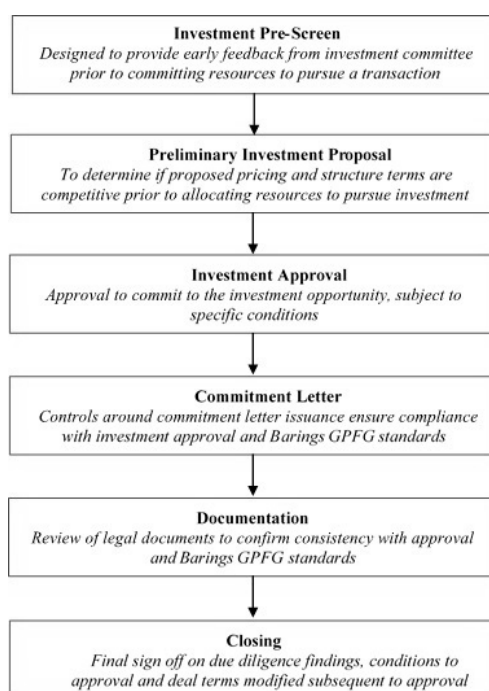 Investment Pre-Screen
Designed to provide early feedback from investment committee
prior to committing resources to pursue a transaction
Preliminary Investment Proposal
To determine if proposed pricing and structure terms are
competitive prior to allocating resources to pursue investment
Investment Approval
Approval to commit to the investment opportunity, subject to
specific conditions
Commitment Letter
Controls around commitment letter issuance ensure compliance
with investment approval and Barings GPFG standards
Documentation
Review of legal documents to confirm consistency with approval
and Barings GPFG standards
Closing
Final sign off on due diligence findings, conditions to
approval and deal terms modified subsequent to approval